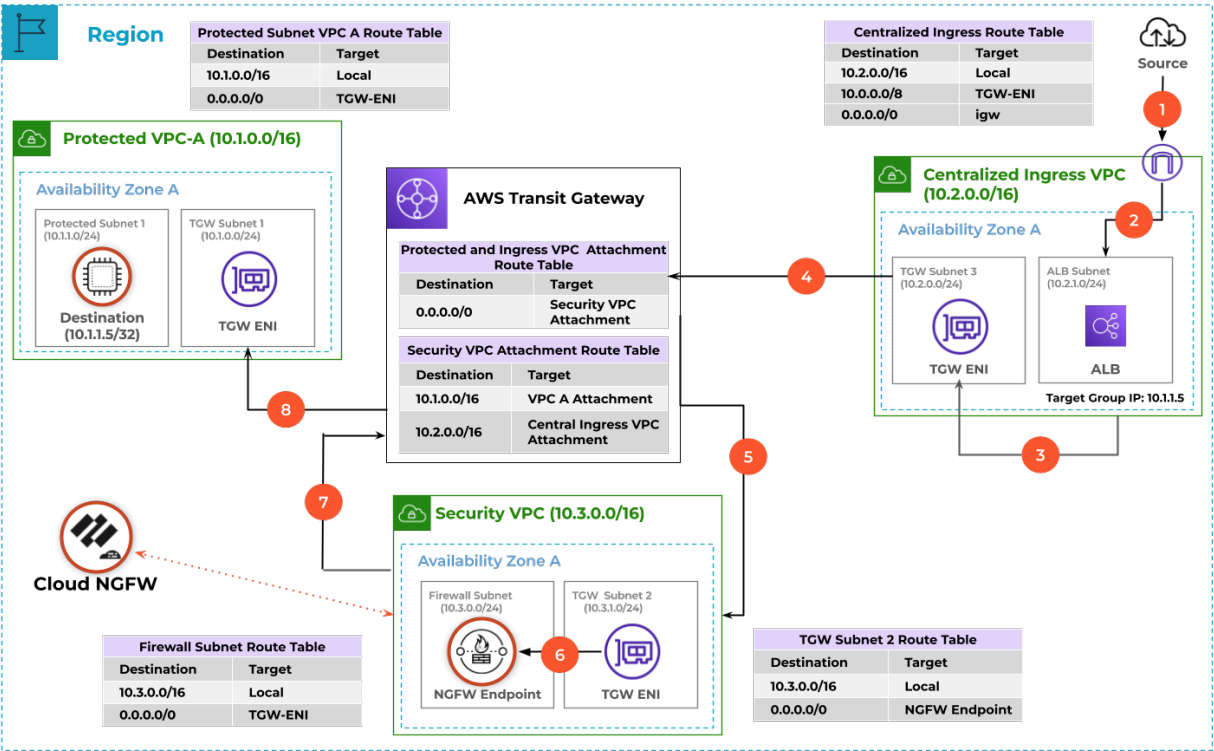 Region
Protected Subnet VPC A Route Table
Destination Target
10.1.0.0/16 Local
0.0.0.0/0 TGW-ENI
Centralized Ingress Route Table
Destination Target
10.2.0.0/16 Local
10.0.0.0/8 TGW-ENI
0.0.0.0/0 igw
Source
1
Protected VPC-A (10.1.0.0/16)
Availability Zone A
Protected Subnet 1
(10.1.1.0/24)
Destination
(10.1.1.5/32)
TGW Subnet 1
(10.1.0.0/24)
TGW ENI
AWS Transit Gateway
Protected and Ingress VPC Attachment
Route Table
Destination Target
0.0.0.0/0 Security VPC
Attachment
Security VPC Attachment Route Table
Destination Target
10.1.0.0/16 VPC A Attachment
10.2.0.0/16 Central Ingress VPC
Attachment
Centralized Ingress VPC
(10.2.0.0/16)
2
Availability Zone A
TGW Subnet 3
(10.2.0.0/24)
TGW ENI
ALB Subnet
(10.2.1.0/24)
ALB
Target Group IP: 10.1.1.5
4
3
8
5
7
Cloud NGFW
Security VPC (10.3.0.0/16)
Availability Zone A
Firewall Subnet
(10.3.0.0/24)
NGFW Endpoint
6
TGW Subnet 2
(10.3.1.0/24)
TGW ENI
Firewall Subnet Route Table
Destination Target
10.3.0.0/16 Local
0.0.0.0/0 TGW-ENI
TGW Subnet 2 Route Table
Destination Target
10.3.0.0/16 Local
0.0.0.0/0 NGFW Endpoint